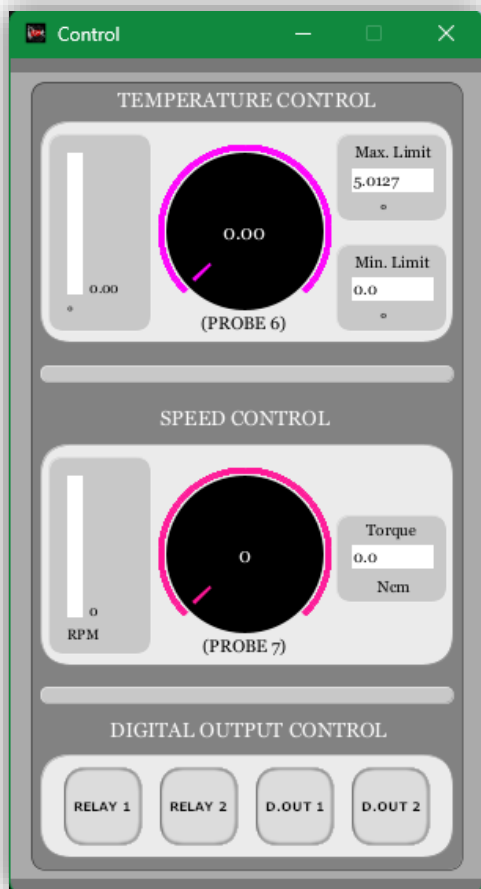 Control
TEMPERATURE CONTROL
0.00
°
0.00
(PROBE 6)
Max. Limit
5.0127
°
Min. Limit
0.0
°
SPEED CONTROL
0
RPM
0
(PROBE 7)
Torque
0.0
Ncm
DIGITAL OUTPUT CONTROL
RELAY 1 RELAY 2 D.OUT 1 D.OUT 2